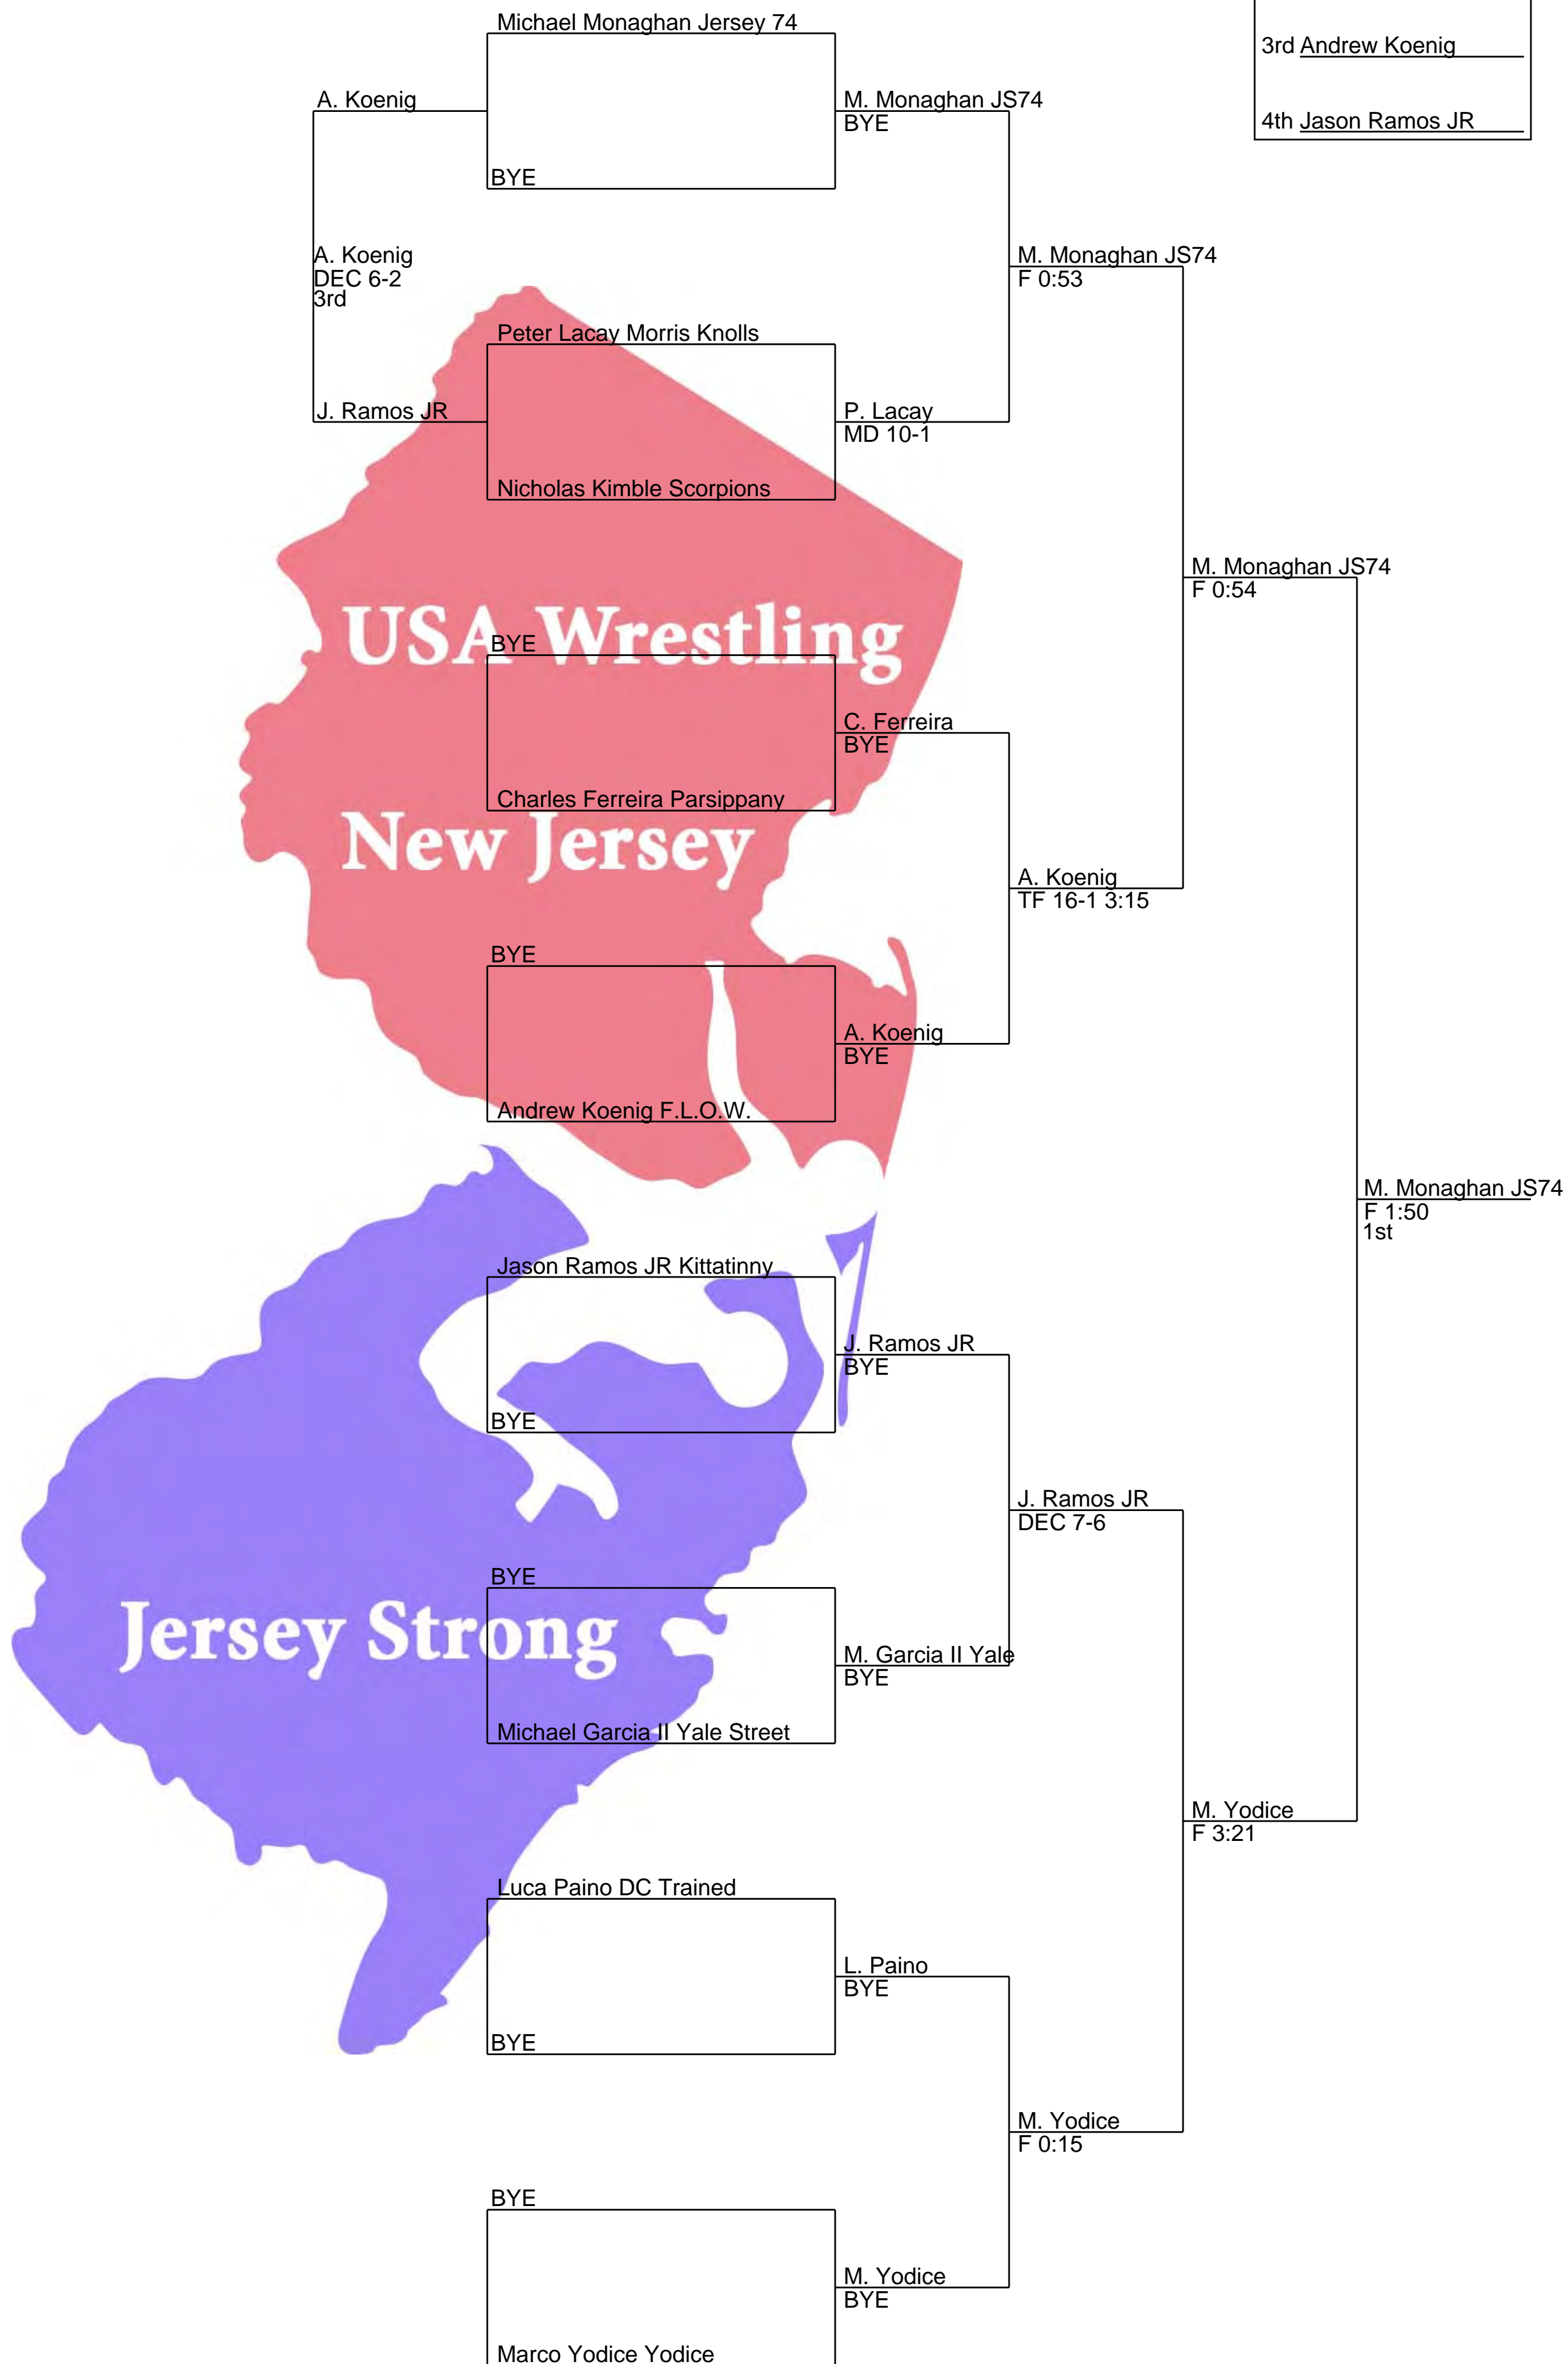 Michael Monaghan Jersey 74
3rd Andrew Koenig
A. Koenig
M. Monaghan JS74
BYE
4th Jason Ramos JR
BYE
A. Koenig
DEC 6-2
3rd
M. Monaghan JS74
F 0:53
Peter Lacay Morris Knolls
J. Ramos JR
P. Lacay
MD 10-1
Nicholas Kimble Scorpions
M. Monaghan JS74
F 0:54
USA Wrestling
BYE
C. Ferreira
BYE
Charles Ferreira Parsippany
New Jersey
A. Koenig
TF 16-1 3:15
BYE
A. Koenig
BYE
Andrew Koenig F.L.O.W.
M. Monaghan JS74
F 1:50
1st
Jason Ramos JR Kittatinny
J. Ramos JR
BYE
BYE
J. Ramos JR
DEC 7-6
BYE
Jersey Strong
M. Garcia II Yale
BYE
Michael Garcia II Yale Street
M. Yodice
F 3:21
Luca Paino DC Trained
L. Paino
BYE
BYE
M. Yodice
F 0:15
BYE
M. Yodice
BYE
Marco Yodice Yodice